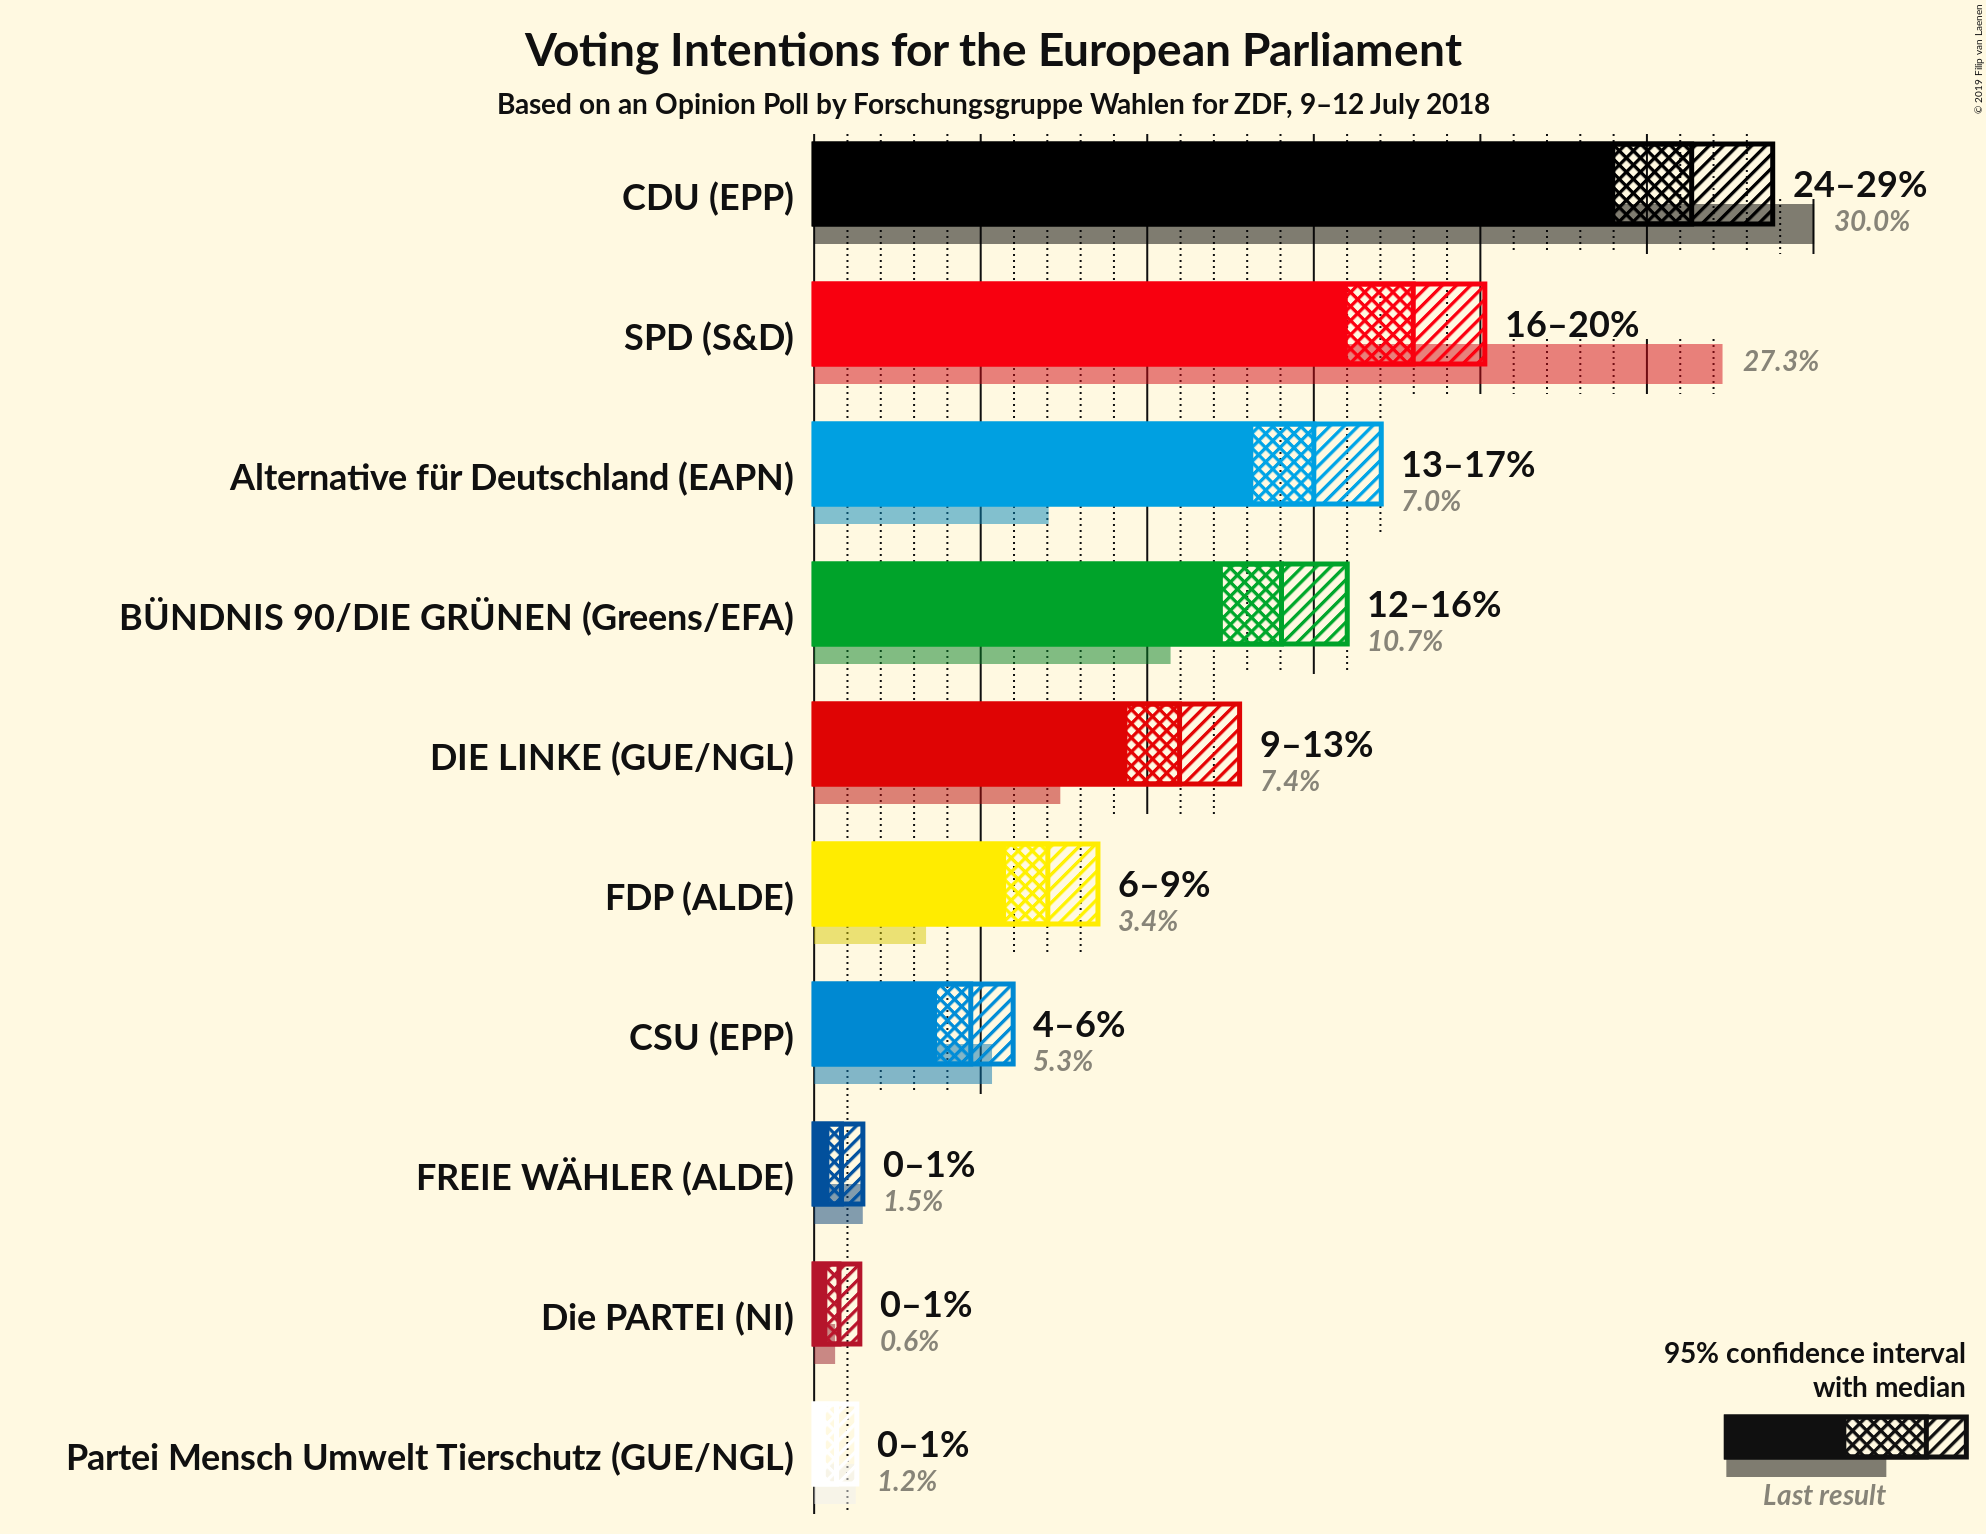 Voting Intentions for the European Parliament
Based on an Opinion Poll by Forschungsgruppe Wahlen for ZDF, 9–12 July 2018
© 2019 Filip van Laenen
CDU (EPP)
24–29%
30.0%
SPD (S&D)
16–20%
27.3%
Alternative für Deutschland (EAPN)
13–17%
7.0%
BÜNDNIS 90/DIE GRÜNEN (Greens/EFA)
12–16%
10.7%
DIE LINKE (GUE/NGL)
9–13%
7.4%
FDP (ALDE)
6–9%
3.4%
CSU (EPP)
4–6%
5.3%
FREIE WÄHLER (ALDE)
0–1%
1.5%
Die PARTEI (NI)
0–1%
0.6%
Partei Mensch Umwelt Tierschutz (GUE/NGL)
0–1%
1.2%
95% confidence interval
with median
Last result